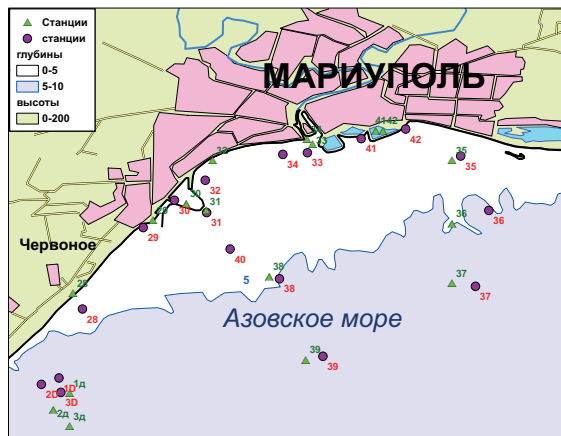 Станции
станции
глубины
0-5
5-10
высоты
0-200
МАРИУПОЛЬ
41 42
41
42
33
33
34
35
35
32
32
30
30
31
31
29
29
36
36
Червоное
40
38
38
5
37
37
28
28
Азовское море
39
39
1д
1D
2D
3D
2д
3д